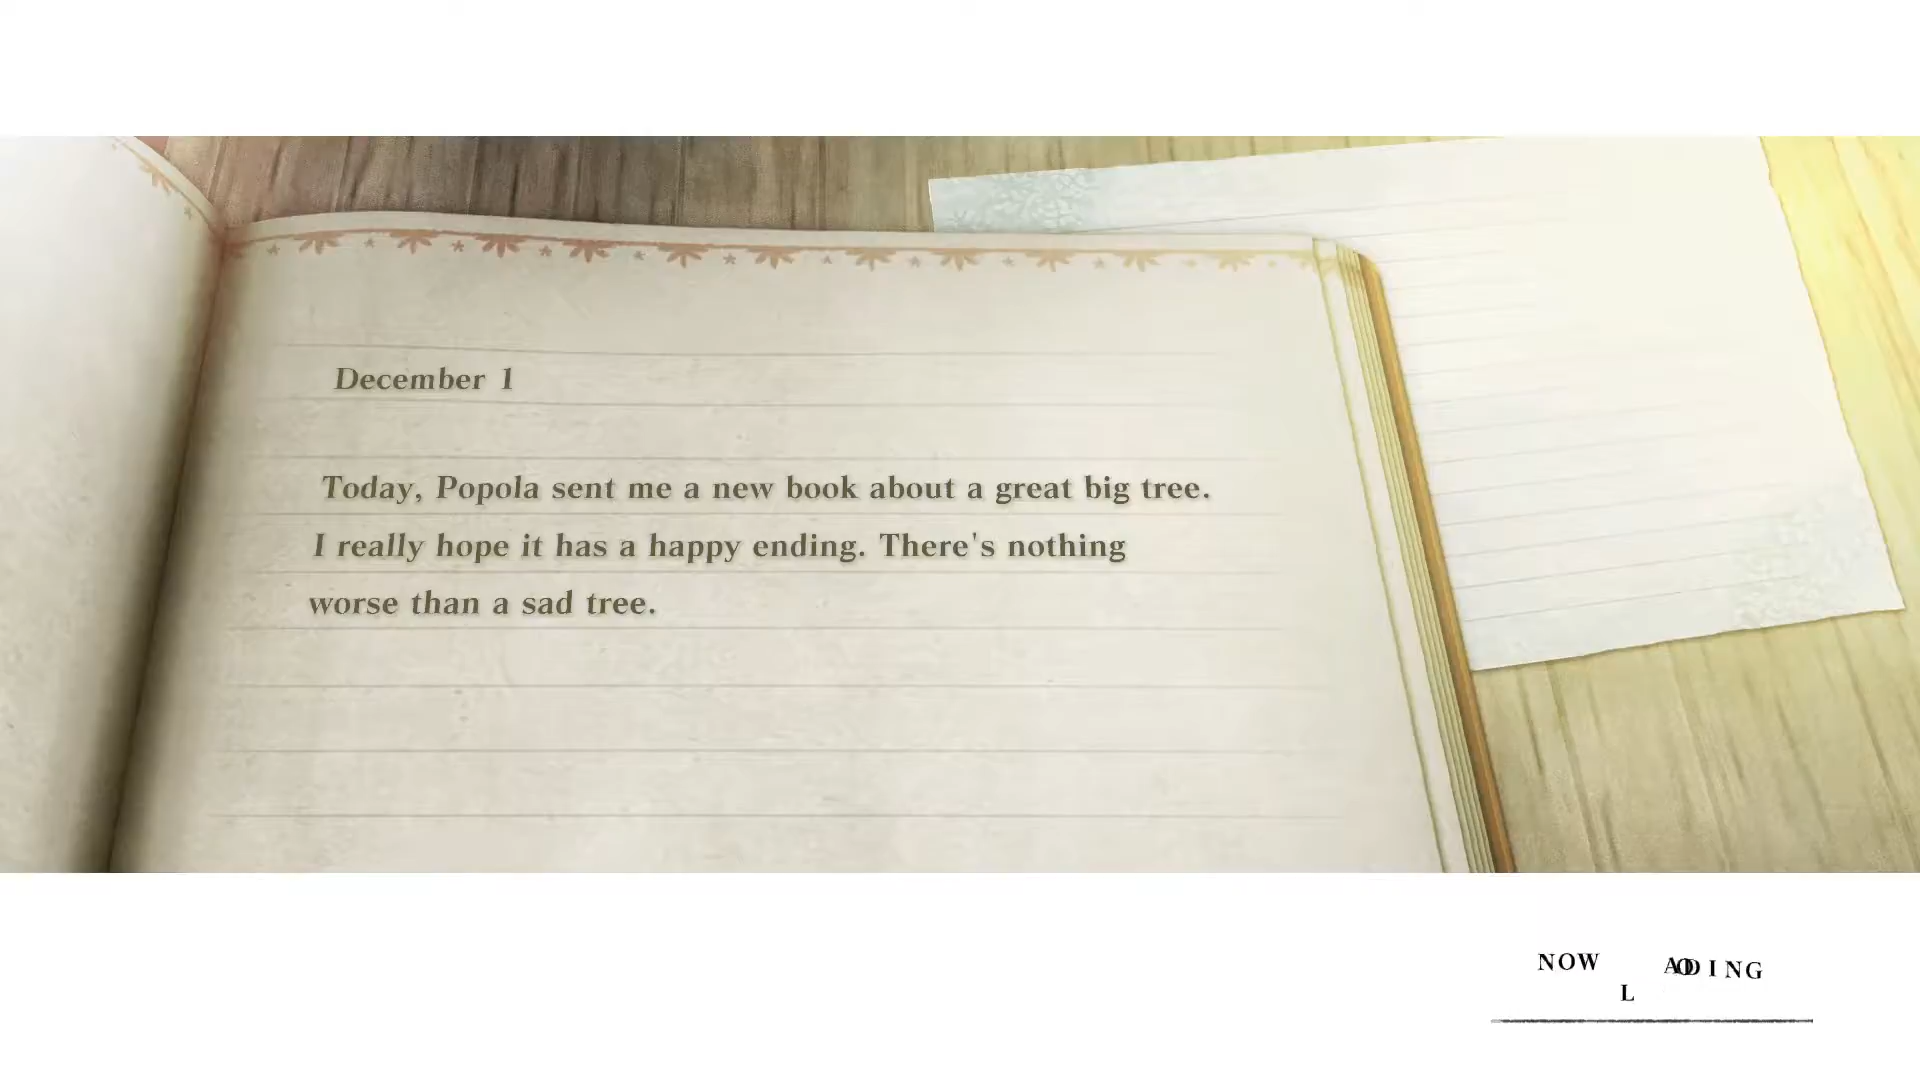 December 1
Today, Popola sent me a new book about a great big tree.
I really hope it has a happy ending. There's nothing
worse than a sad tree.
NOW LOADING